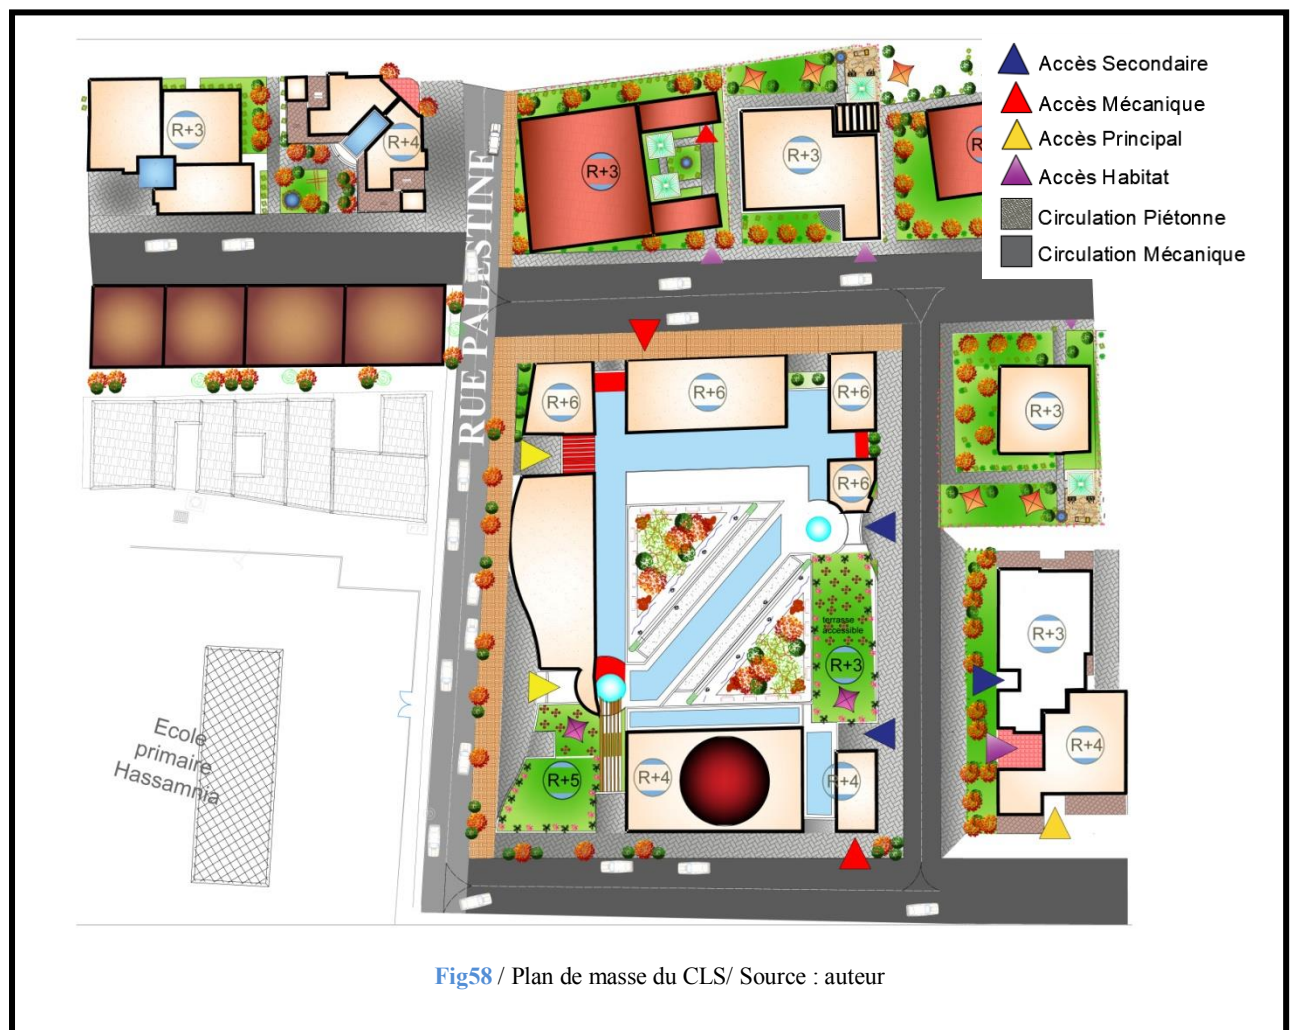 Accès Secondaire
Accès Mécanique
Accès Principal
Accès Habitat
Circulation Piétonne
Circulation Mécanique
R+3
R+4
R+3
R+3
R
RUE PALESTINE
R+6
R+6
R+6
R+3
R+6
terrasse
accessible
R+3
R+3
Ecole
primaire
Hassamnia
R+5
R+4
R+4
R+4
Fig58 / Plan de masse du CLS/ Source : auteur